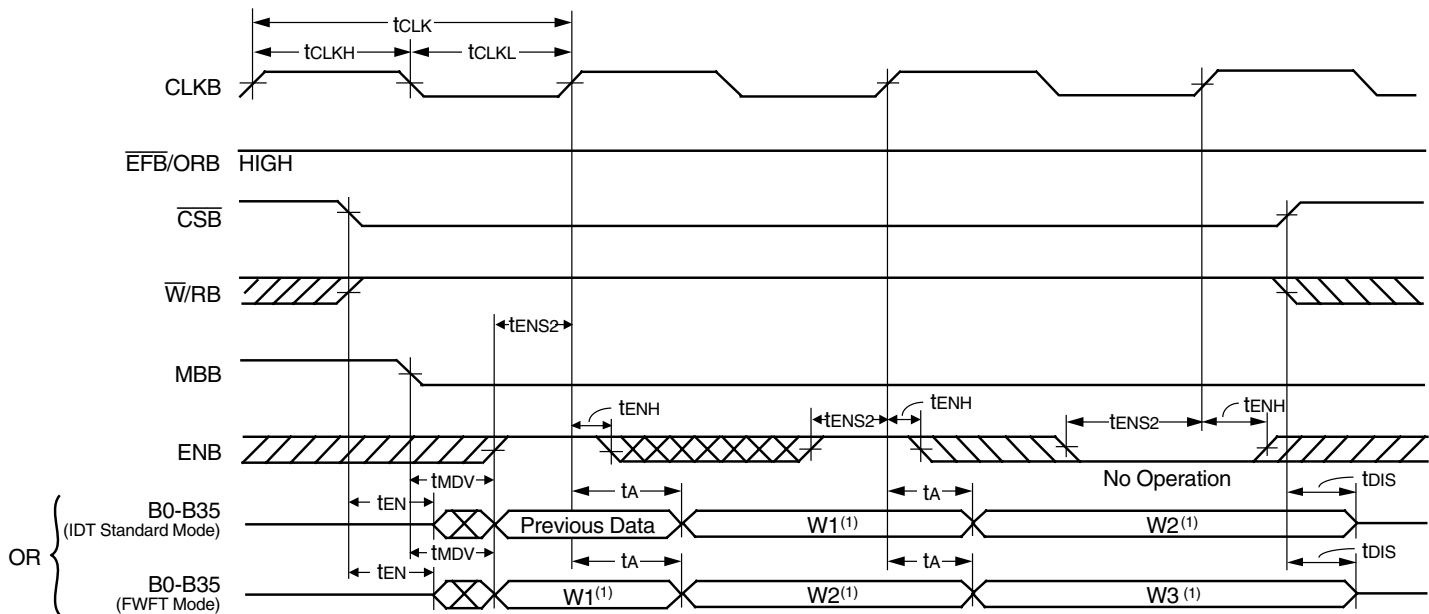 tCLK
tCLKH tCLKL
CLKB
EFB/ORB HIGH
CSB
W/RB
tENS2
MBB
tENH tENS2 tENH tENS2 tENH
ENB
No Operation
tMDV tA tA tDIS
tEN
B0-B35
(IDT Standard Mode)
Previous Data W1(1) W2(1)
OR
tMDV tA tA tDIS
tEN
B0-B35
(FWFT Mode)
W1(1) W2(1) W3(1)